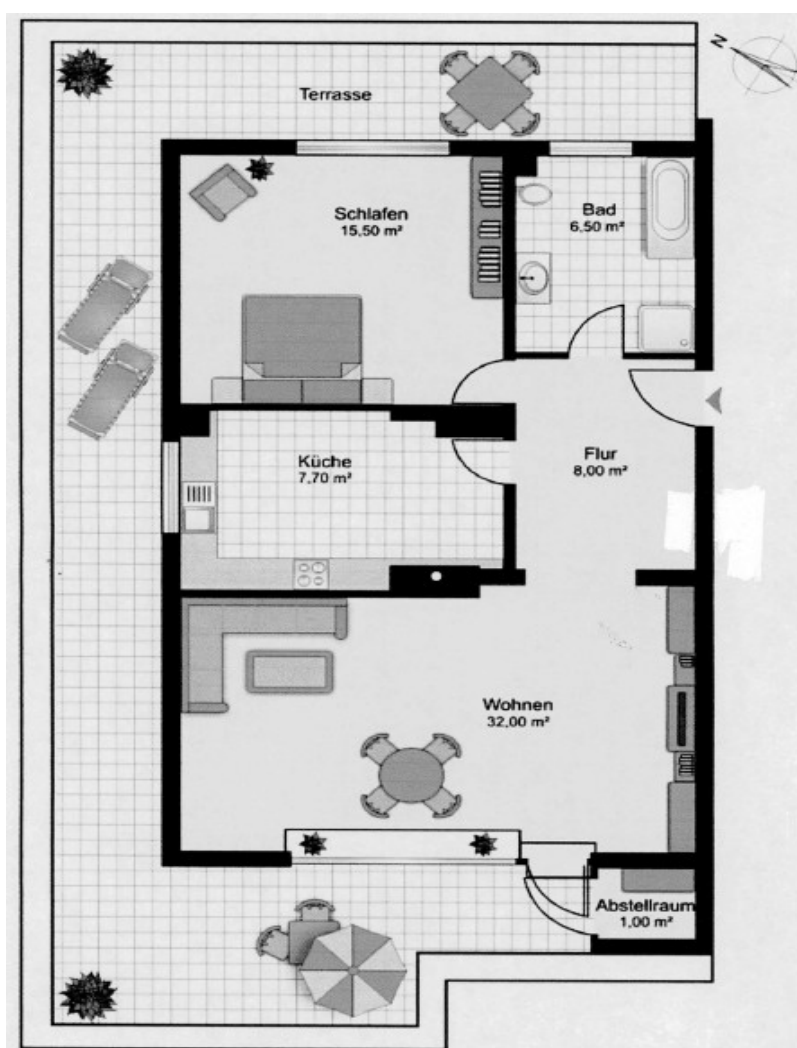 N
Terrasse
Schlafen
15,50 m²
Bad
6,50 m²
Küche
7,70 m²
Flur
8,00 m²
Wohnen
32,00 m²
Abstellraum
1,00 m²